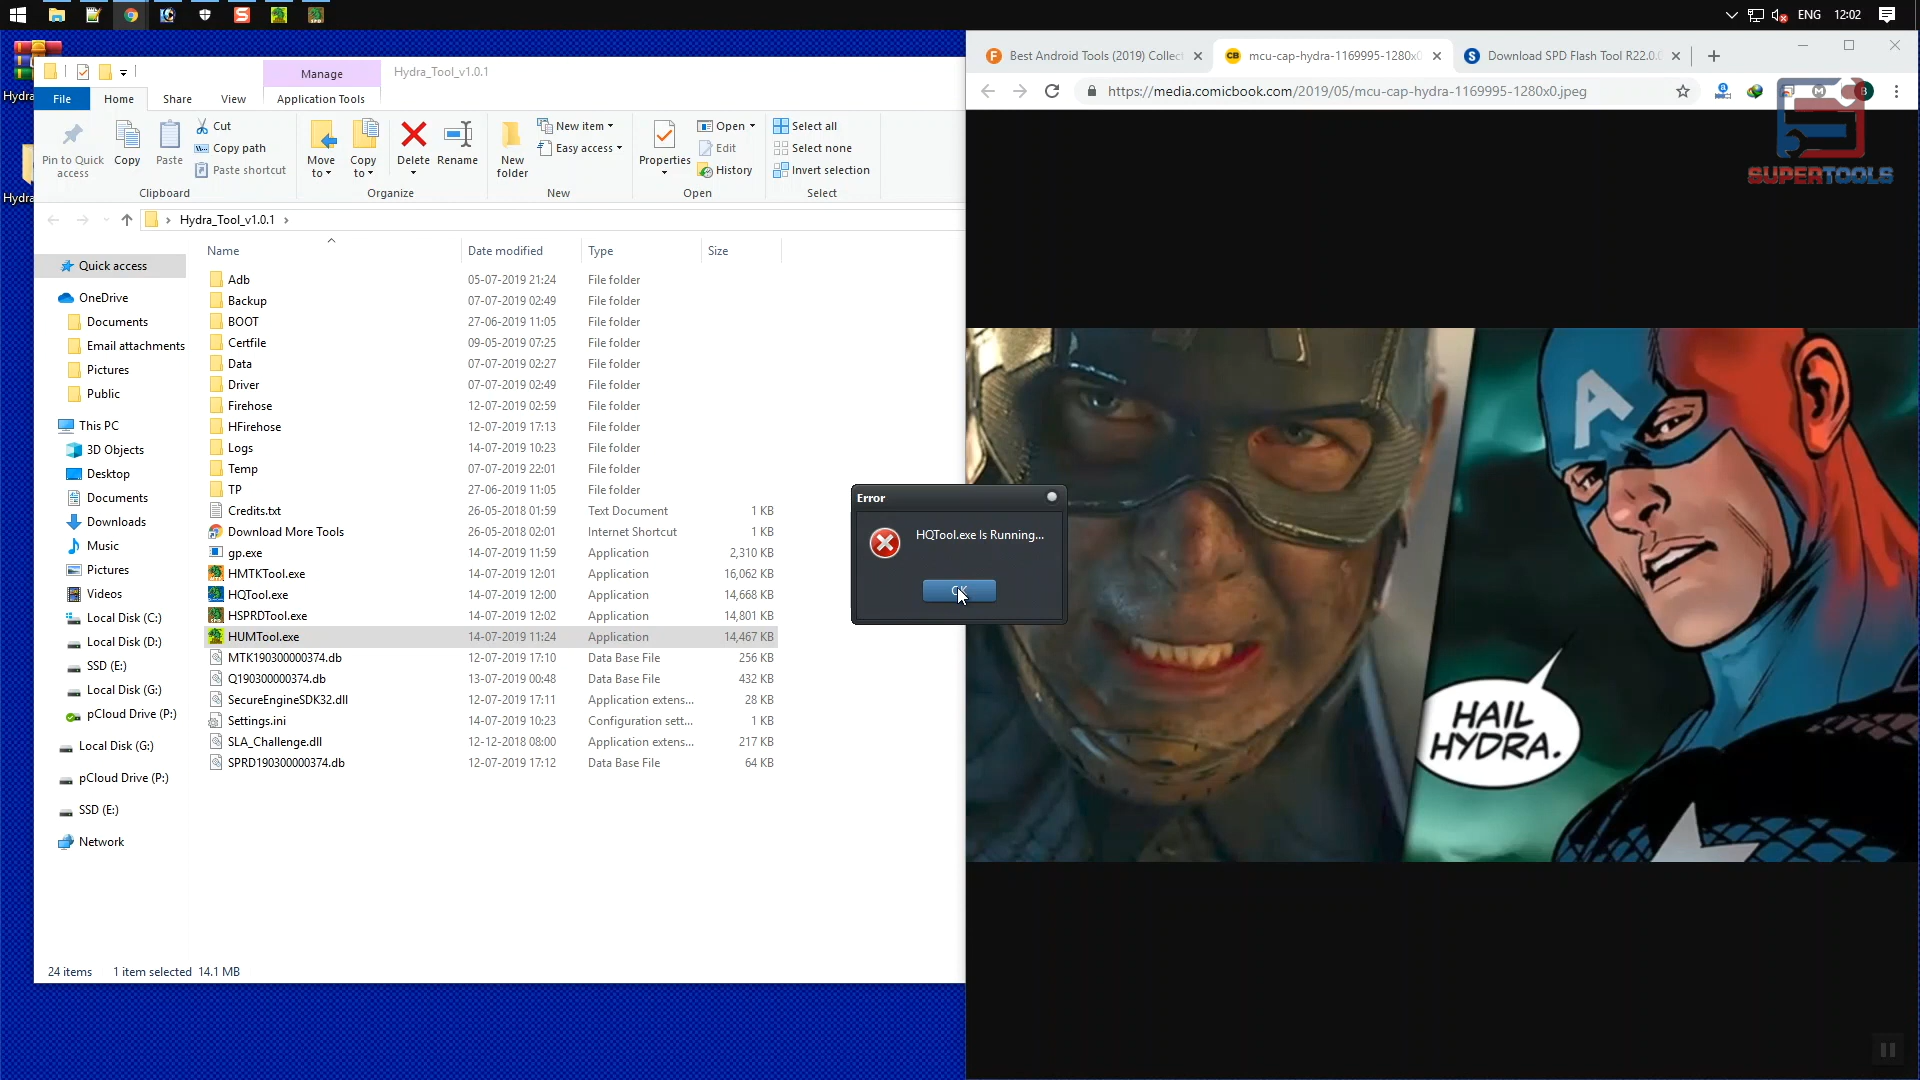 ENG 12:02
Hydra
Hydra
Manage
Hydra_Tool_v1.0.1
File Home Share View Application Tools
Pin to Quick access
Copy
Paste
Cut
Copy path
Paste shortcut
Clipboard
Move to
Copy to
Delete
Rename
Organize
New folder
New item
Easy access
New
Properties
Open
Edit
History
Open
Select all
Select none
Invert selection
Select
Hydra_Tool_v1.0.1
Quick access
OneDrive
Documents
Email attachments
Pictures
Public
This PC
3D Objects
Desktop
Documents
Downloads
Music
Pictures
Videos
Local Disk (C:)
Local Disk (D:)
SSD (E:)
Local Disk (G:)
pCloud Drive (P:)
Local Disk (G:)
pCloud Drive (P:)
SSD (E:)
Network
Name Date modified Type Size
Adb 05-07-2019 21:24 File folder
Backup 07-07-2019 02:49 File folder
BOOT 27-06-2019 11:05 File folder
Certfile 09-05-2019 07:25 File folder
Data 07-07-2019 02:27 File folder
Driver 07-07-2019 02:49 File folder
Firehose 12-07-2019 02:59 File folder
HFirehose 12-07-2019 17:13 File folder
Logs 14-07-2019 10:23 File folder
Temp 07-07-2019 22:01 File folder
TP 27-06-2019 11:05 File folder
Credits.txt 26-05-2018 01:59 Text Document 1 KB
Download More Tools 26-05-2018 02:01 Internet Shortcut 1 KB
gp.exe 14-07-2019 11:59 Application 2,310 KB
HMTKTool.exe 14-07-2019 12:01 Application 16,062 KB
HQTool.exe 14-07-2019 12:00 Application 14,668 KB
HSPRDTool.exe 14-07-2019 12:02 Application 14,801 KB
HUMTool.exe 14-07-2019 11:24 Application 14,467 KB
MTK190300000374.db 12-07-2019 17:10 Data Base File 256 KB
Q190300000374.db 13-07-2019 00:48 Data Base File 432 KB
SecureEngineSDK32.dll 12-07-2019 17:11 Application extens... 28 KB
Settings.ini 14-07-2019 10:23 Configuration sett... 1 KB
SLA_Challenge.dll 12-12-2018 08:00 Application extens... 217 KB
SPRD190300000374.db 12-07-2019 17:12 Data Base File 64 KB
24 items 1 item selected 14.1 MB
Error
HQTool.exe Is Running...
Best Android Tools (2019) Collect
mcu-cap-hydra-1169995-1280x0
Download SPD Flash Tool R22.0.
https://media.comicbook.com/2019/05/mcu-cap-hydra-1169995-1280x0.jpeg
SUPERTOOLS
A
HAIL
HYDRA.